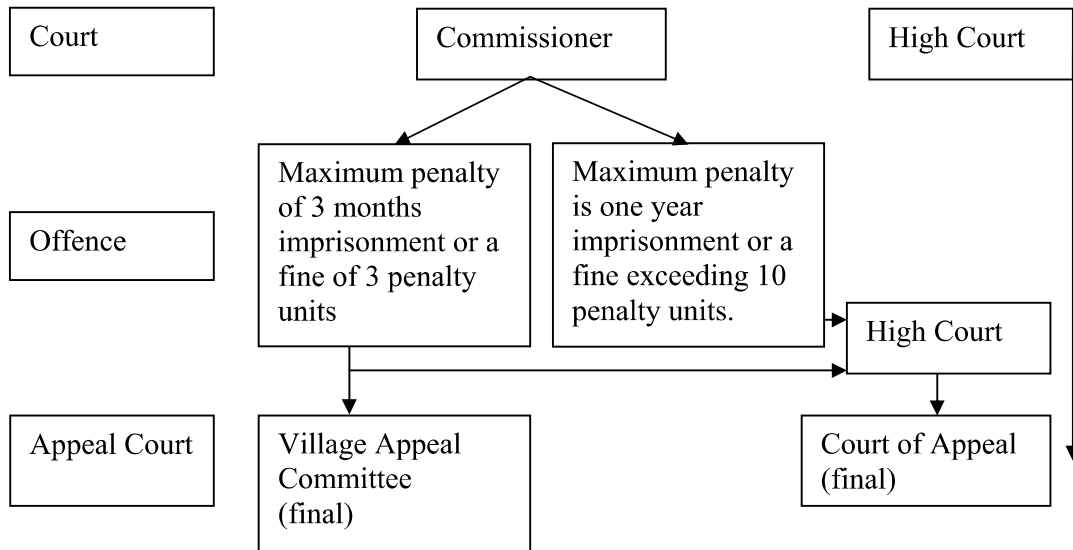 Court
Commissioner
High Court
Maximum penalty
of 3 months
imprisonment or a
fine of 3 penalty
units
Maximum penalty
is one year
imprisonment or a
fine exceeding 10
penalty units.
Offence
High Court
Appeal Court
Village Appeal
Committee
(final)
Court of Appeal
(final)